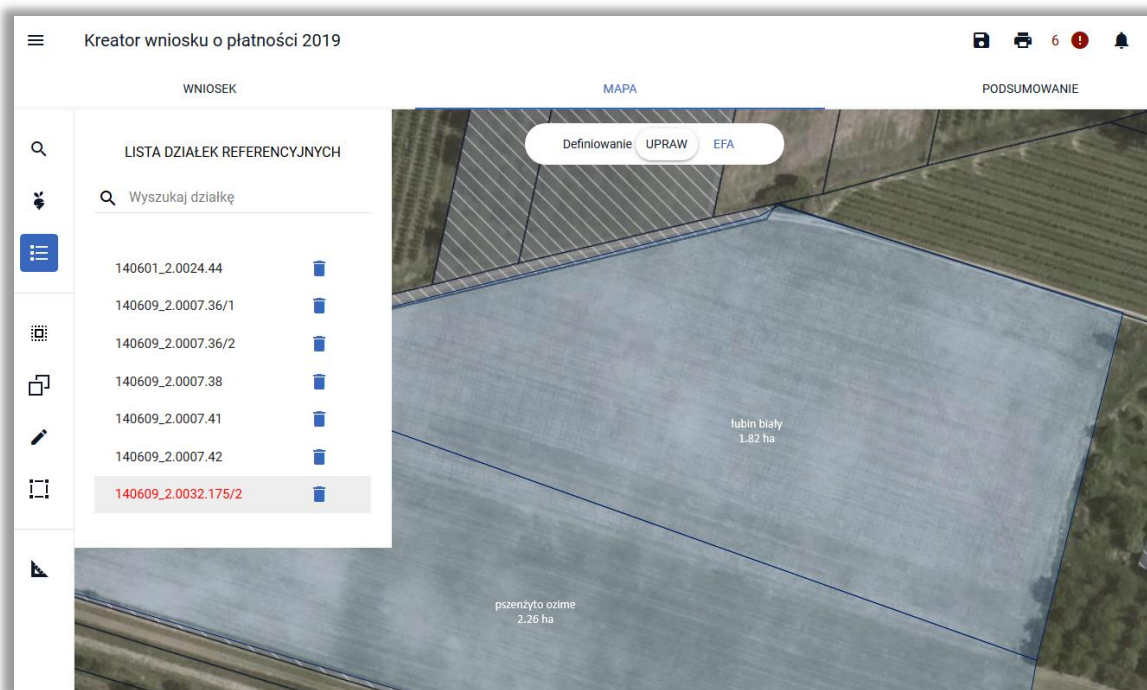 Kreator wniosku o płatności 2019
6
WNIOSEK
MAPA
PODSUMOWANIE
LISTA DZIAŁEK REFERENCYJNYCH
Definiowanie UPRAW EFA
Wyszukaj działkę
140601_2.0024.44
140609_2.0007.36/1
140609_2.0007.36/2
140609_2.0007.38
140609_2.0007.41
140609_2.0007.42
140609_2.0032.175/2
łubin biały
1.82 ha
pszenżyto ozime
2.26 ha